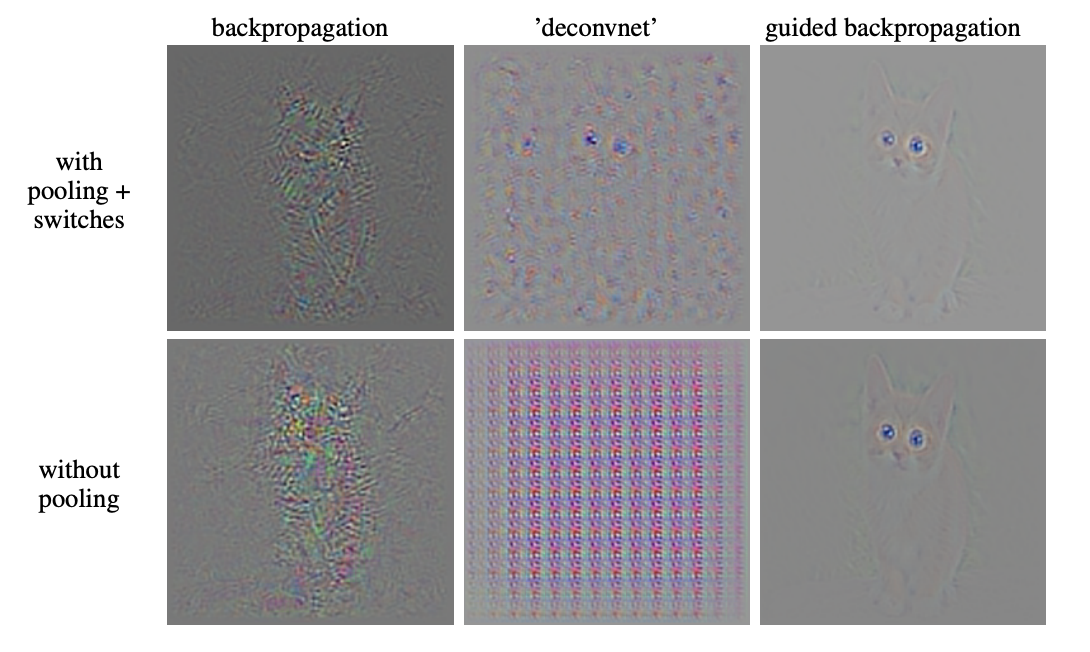 backpropagation
’deconvnet’
guided backpropagation
with
pooling +
switches
without
pooling